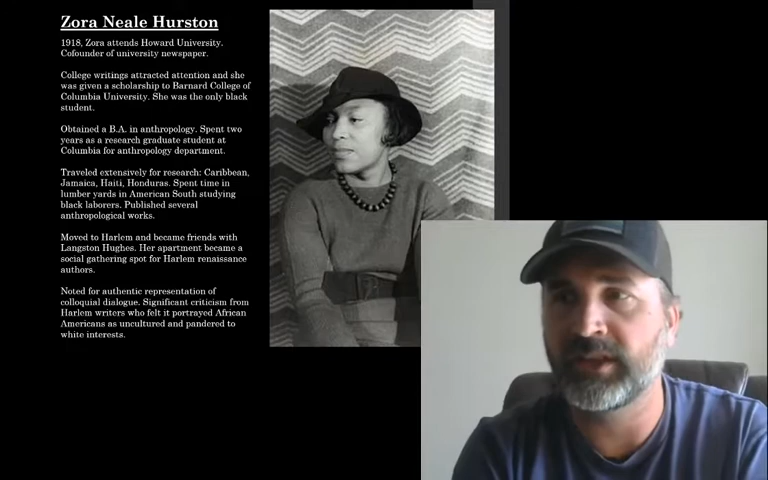 Zora Neale Hurston
1918, Zora attends Howard University.
Cofounder of university newspaper.
College writings attracted attention and she
was given a scholarship to Barnard College of
Columbia University. She was the only black
student.
Obtained a B.A. in anthropology. Spent two
years as a research graduate student at
Columbia for anthropology department.
Traveled extensively for research: Caribbean,
Jamaica, Haiti, Honduras. Spent time in
lumber yards in American South studying
black laborers. Published several
anthropological works.
Moved to Harlem and became friends with
Langston Hughes. Her apartment became a
social gathering spot for Harlem renaissance
authors.
Noted for authentic representation of
colloquial dialogue. Significant criticism from
Harlem writers who felt it portrayed African
Americans as uncultured and pandered to
white interests.